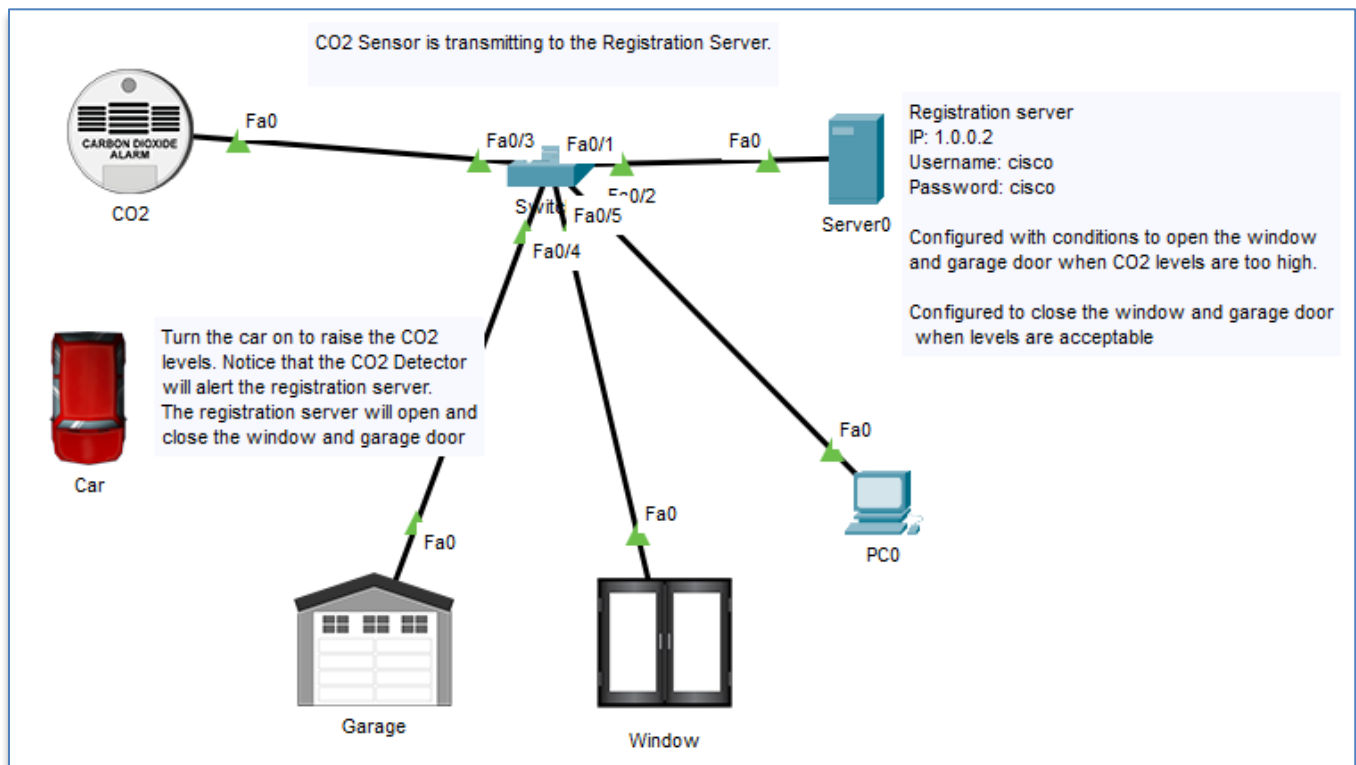 CO2 Sensor is transmitting to the Registration Server.
CARBON DIOXIDE
ALARM
CO2
Fa0
Fa0/3
Fa0/1
Fa0/2
Fa0
Fa0/5
Fa0/4
Server0
Registration server
IP: 1.0.0.2
Username: cisco
Password: cisco
Configured with conditions to open the window
and garage door when CO2 levels are too high.
Configured to close the window and garage door
when levels are acceptable
Turn the car on to raise the CO2
levels. Notice that the CO2 Detector
will alert the registration server.
The registration server will open and
close the window and garage door
Car
Fa0
Garage
Fa0
Window
Fa0
PC0